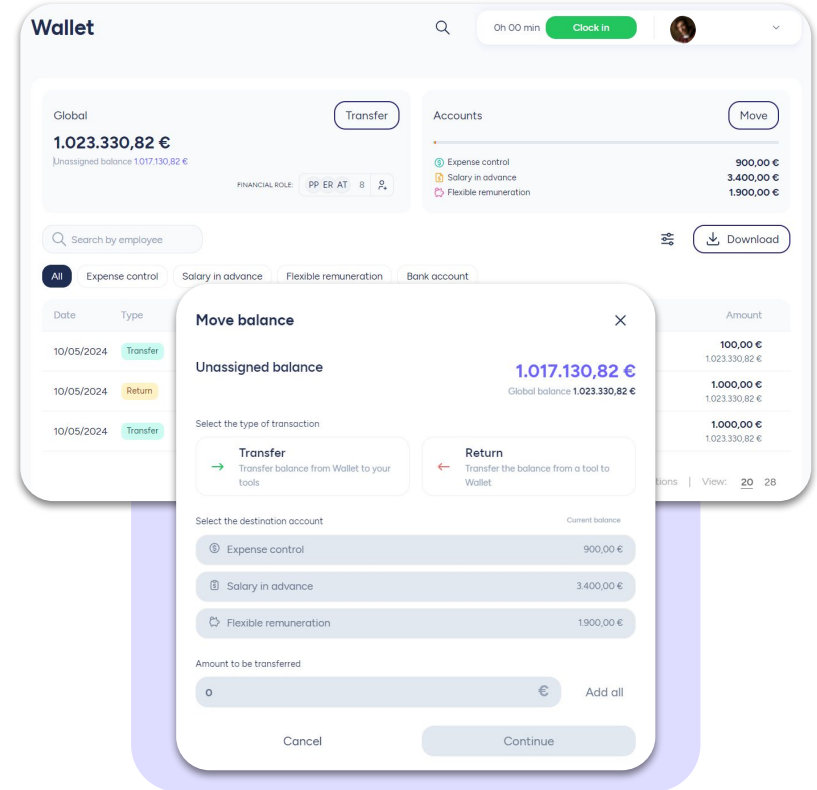 Wallet
0h 00 min
Clock in
Global
Transfer
1.023.330,82 €
Unassigned balance 1.017.130,82 €
FINANCIAL ROLE: PP ER AT 8
Accounts
Move
Expense control 900,00 €
Salary in advance 3.400,00 €
Flexible remuneration 1.900,00 €
Search by employee
Download
All Expense control Salary in advance Flexible remuneration Bank account
Date Type Amount
10/05/2024 Transfer 100,00 €
1.023.330,82 €
10/05/2024 Return 1.000,00 €
1.023.330,82 €
10/05/2024 Transfer 1.000,00 €
1.023.330,82 €
tions | View: 20 28
Move balance
Unassigned balance 1.017.130,82 €
Global balance 1.023.330,82 €
Select the type of transaction
Transfer
Transfer balance from Wallet to your
tools
Return
Transfer the balance from a tool to
Wallet
Select the destination account Current balance
Expense control 900,00 €
Salary in advance 3.400,00 €
Flexible remuneration 1.900,00 €
Amount to be transferred
0 € Add all
Cancel Continue